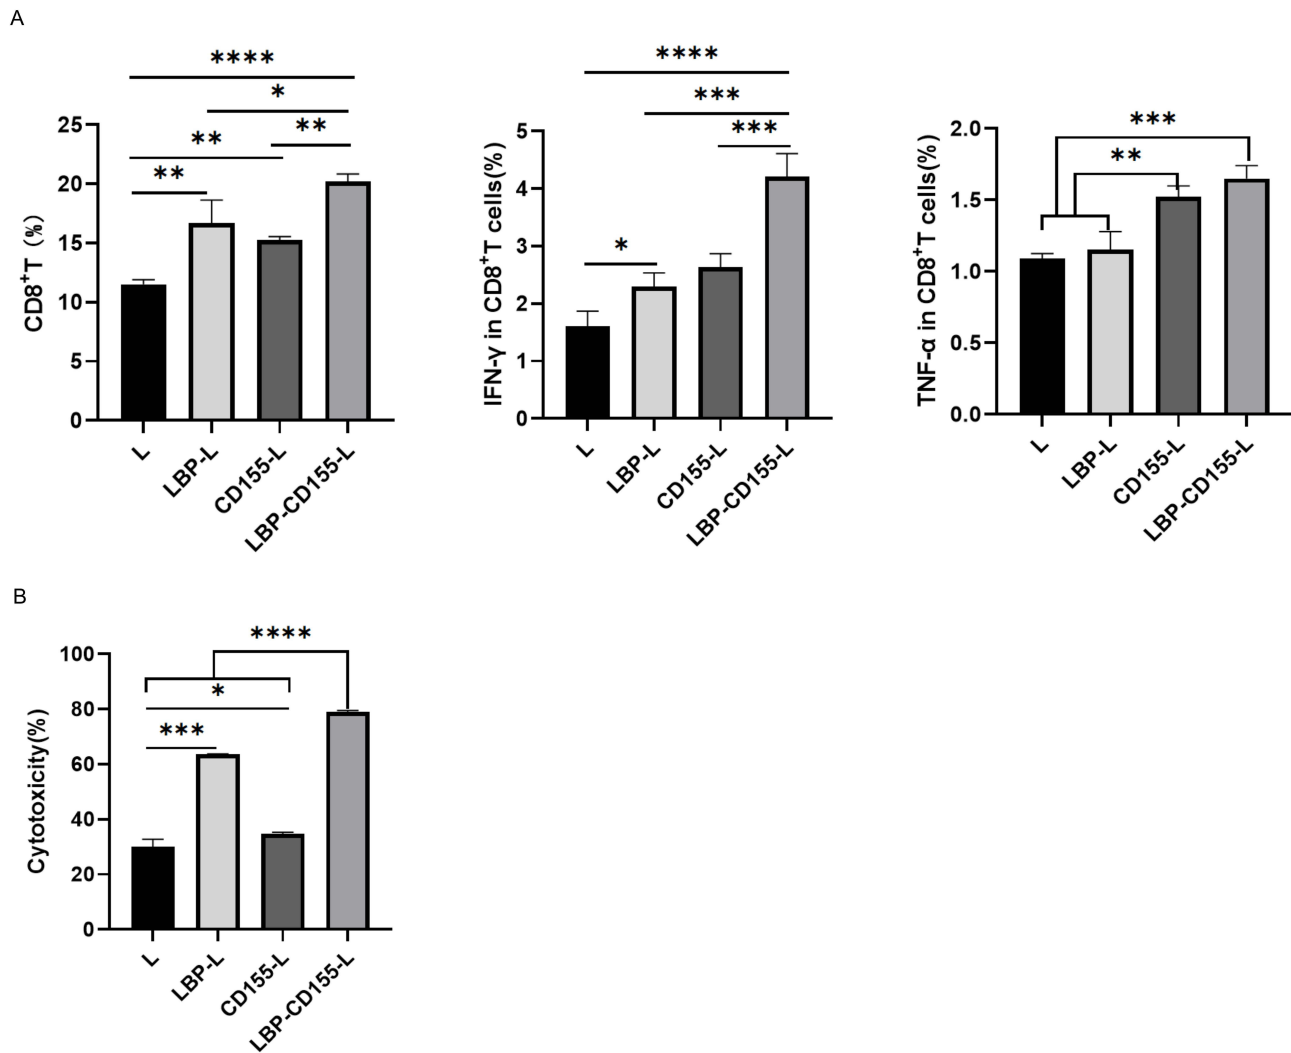 A
****
*
**
**
**
CD8⁺T (%)
25
20
15
10
5
0
L
LBP-L
CD155-L
LBP-CD155-L
****
***
***
*
IFN-γ in CD8⁺T cells(%)
5
4
3
2
1
0
L
LBP-L
CD155-L
LBP-CD155-L
***
**
TNF-α in CD8⁺T cells(%)
2.0
1.5
1.0
0.5
0.0
L
LBP-L
CD155-L
LBP-CD155-L
B
****
*
***
Cytotoxicity(%)
100
80
60
40
20
0
L
LBP-L
CD155-L
LBP-CD155-L